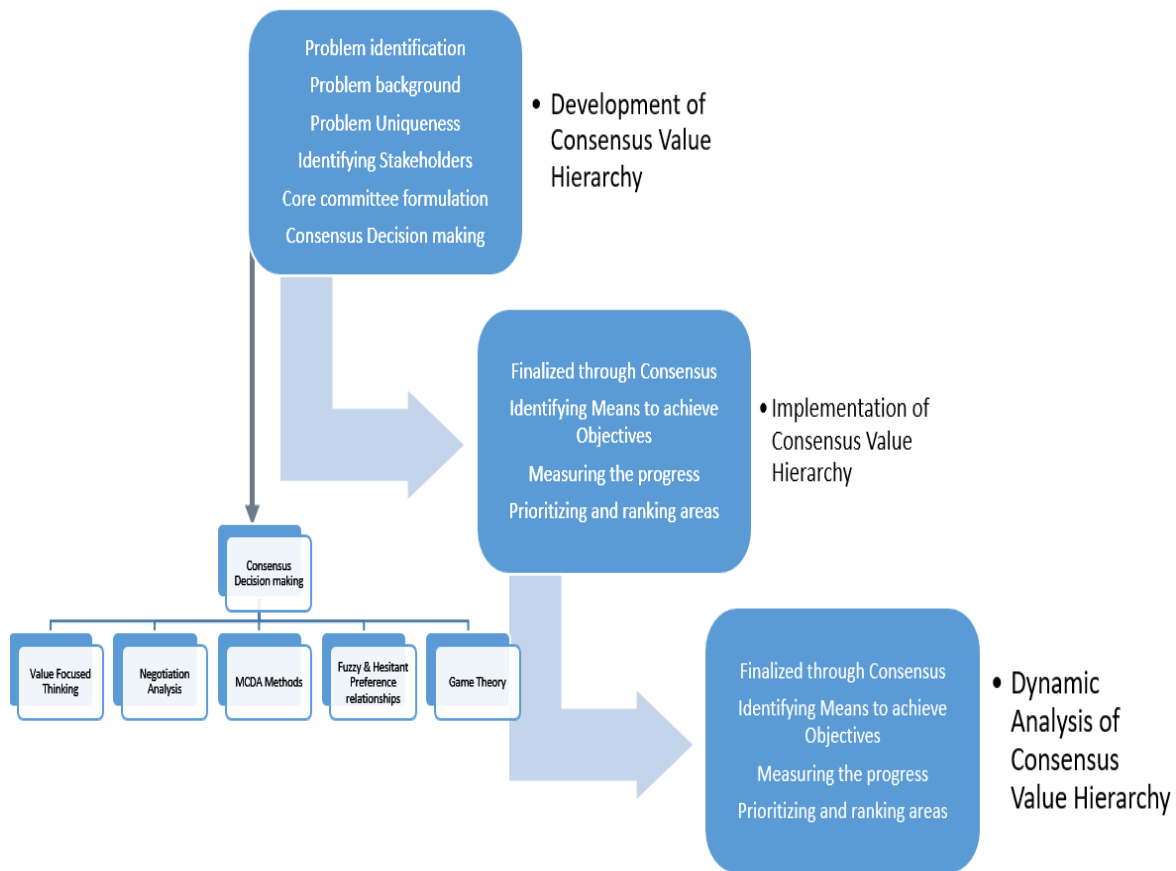 Problem identification
Problem background
Problem Uniqueness
Identifying Stakeholders
Core committee formulation
Consensus Decision making
• Development of
Consensus Value
Hierarchy
Finalized through Consensus
Identifying Means to achieve
Objectives
Measuring the progress
Prioritizing and ranking areas
• Implementation of
Consensus Value
Hierarchy
Consensus
Decision making
Value Focused
Thinking
Negotiation
Analysis
MCDA Methods
Fuzzy & Hesitant
Preference
relationships
Game Theory
Finalized through Consensus
Identifying Means to achieve
Objectives
Measuring the progress
Prioritizing and ranking areas
• Dynamic
Analysis of
Consensus
Value Hierarchy